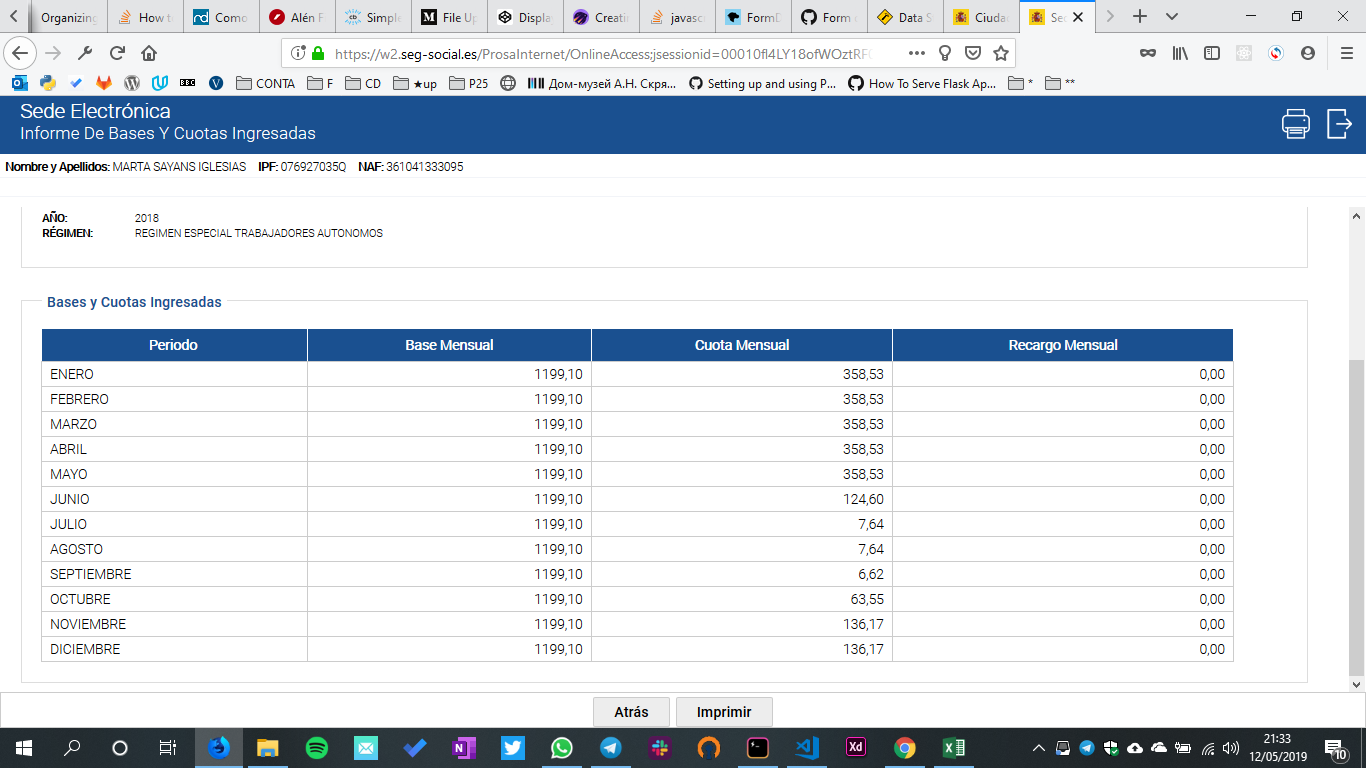 Organizing How to Como Alén F Simple File Up Displa Creatin javasc FormD Form Data S Ciuda Se
https://w2.seg-social.es/ProsaInternet/OnlineAccess;jsessionid=00010fI4LY18ofWOztRF
BBC V CONTA F CD ★up P25 Дом-музей А.Н. Скря... Setting up and using P... How To Serve Flask Ap... * **
Sede Electrónica
Informe De Bases Y Cuotas Ingresadas
Nombre y Apellidos: MARTA SAYANS IGLESIAS IPF: 076927035Q NAF: 361041333095
AÑO: 2018
RÉGIMEN: REGIMEN ESPECIAL TRABAJADORES AUTONOMOS
Bases y Cuotas Ingresadas
Periodo Base Mensual Cuota Mensual Recargo Mensual
ENERO 1199,10 358,53 0,00
FEBRERO 1199,10 358,53 0,00
MARZO 1199,10 358,53 0,00
ABRIL 1199,10 358,53 0,00
MAYO 1199,10 358,53 0,00
JUNIO 1199,10 124,60 0,00
JULIO 1199,10 7,64 0,00
AGOSTO 1199,10 7,64 0,00
SEPTIEMBRE 1199,10 6,62 0,00
OCTUBRE 1199,10 63,55 0,00
NOVIEMBRE 1199,10 136,17 0,00
DICIEMBRE 1199,10 136,17 0,00
Atrás Imprimir
21:33
12/05/2019
10